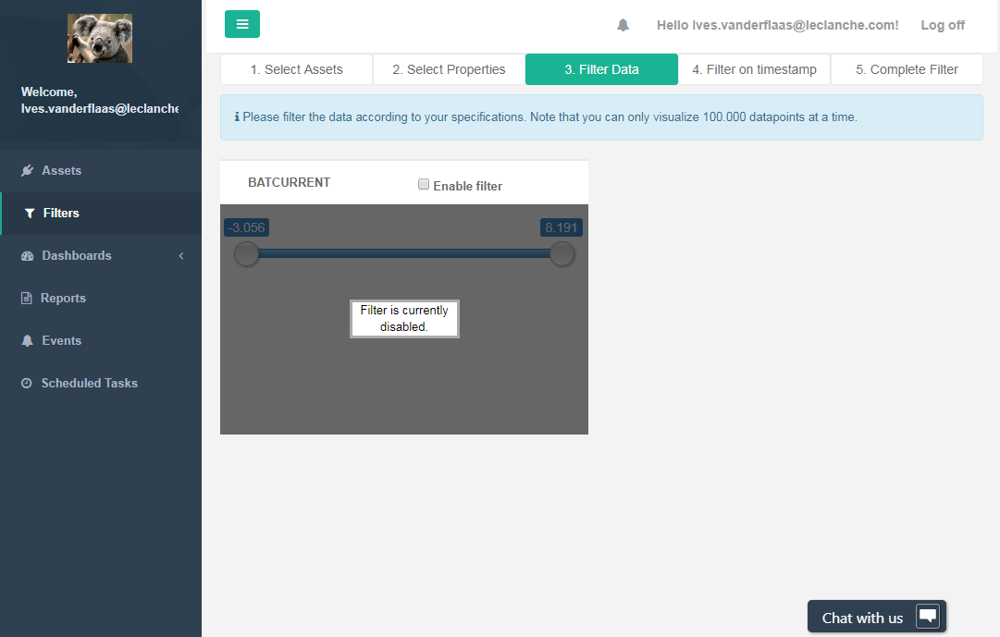 Hello Ives.vanderflaas@leclanche.com!
Log off
Welcome,
Ives.vanderflaas@leclanche
Assets
Filters
Dashboards
Reports
Events
Scheduled Tasks
1. Select Assets
2. Select Properties
3. Filter Data
4. Filter on timestamp
5. Complete Filter
Please filter the data according to your specifications. Note that you can only visualize 100.000 datapoints at a time.
BATCURRENT
Enable filter
-3.056
8.191
Filter is currently
disabled.
Chat with us